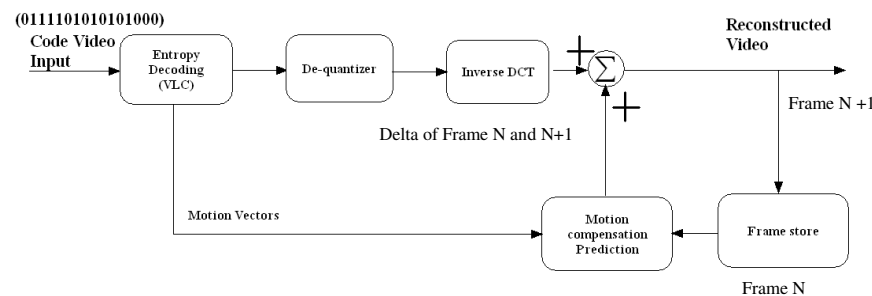 (0111101010101000)
Code Video
Input
Entropy
Decoding
(VLC)
De-quantizer
Inverse DCT
+
Σ
+
Reconstructed
Video
Frame N +1
Delta of Frame N and N+1
Motion Vectors
Motion
compensation
Prediction
Frame store
Frame N